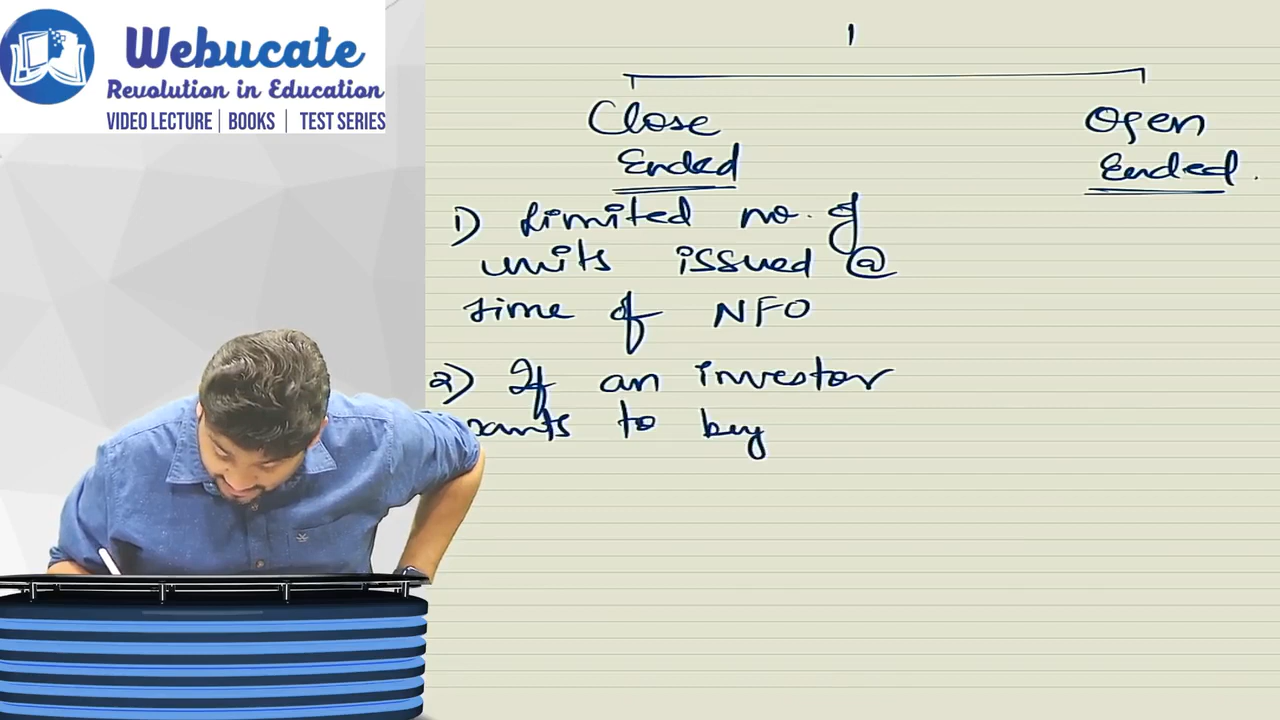 Webucate
Revolution in Education
VIDEO LECTURE | BOOKS | TEST SERIES
Close
Ended
Open
Ended.
1) Limited no. of
units issued @
time of NFO
2) If an investor
wants to buy